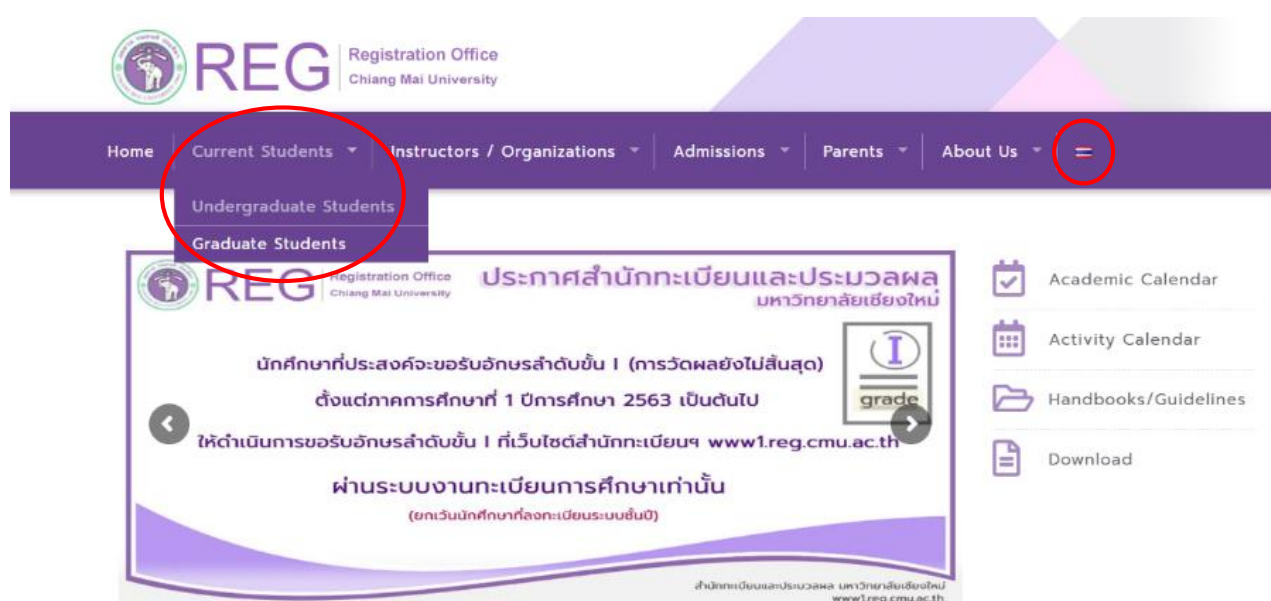 REG
Registration Office
Chiang Mai University
Home Current Students Instructors / Organizations Admissions Parents About Us
Undergraduate Students
Graduate Students
REG
Registration Office
Chiang Mai University
ประกาศสำนักทะเบียนและประมวลผล
มหาวิทยาลัยเชียงใหม่
นักศึกษาที่ประสงค์จะขอรับอักษรลำดับขั้น I (การวัดผลยังไม่สิ้นสุด)
ตั้งแต่ภาคการศึกษาที่ 1 ปีการศึกษา 2563 เป็นต้นไป
ให้ดำเนินการขอรับอักษรลำดับขั้น I ที่เว็บไซต์สำนักทะเบียนฯ www1.reg.cmu.ac.th
ผ่านระบบงานทะเบียนการศึกษาเท่านั้น
(ยกเว้นนักศึกษาที่ลงทะเบียนระบบชั้นปี)
I
grade
สำนักทะเบียนและประมวลผล มหาวิทยาลัยเชียงใหม่
www1.reg.cmu.ac.th
Academic Calendar
Activity Calendar
Handbooks/Guidelines
Download